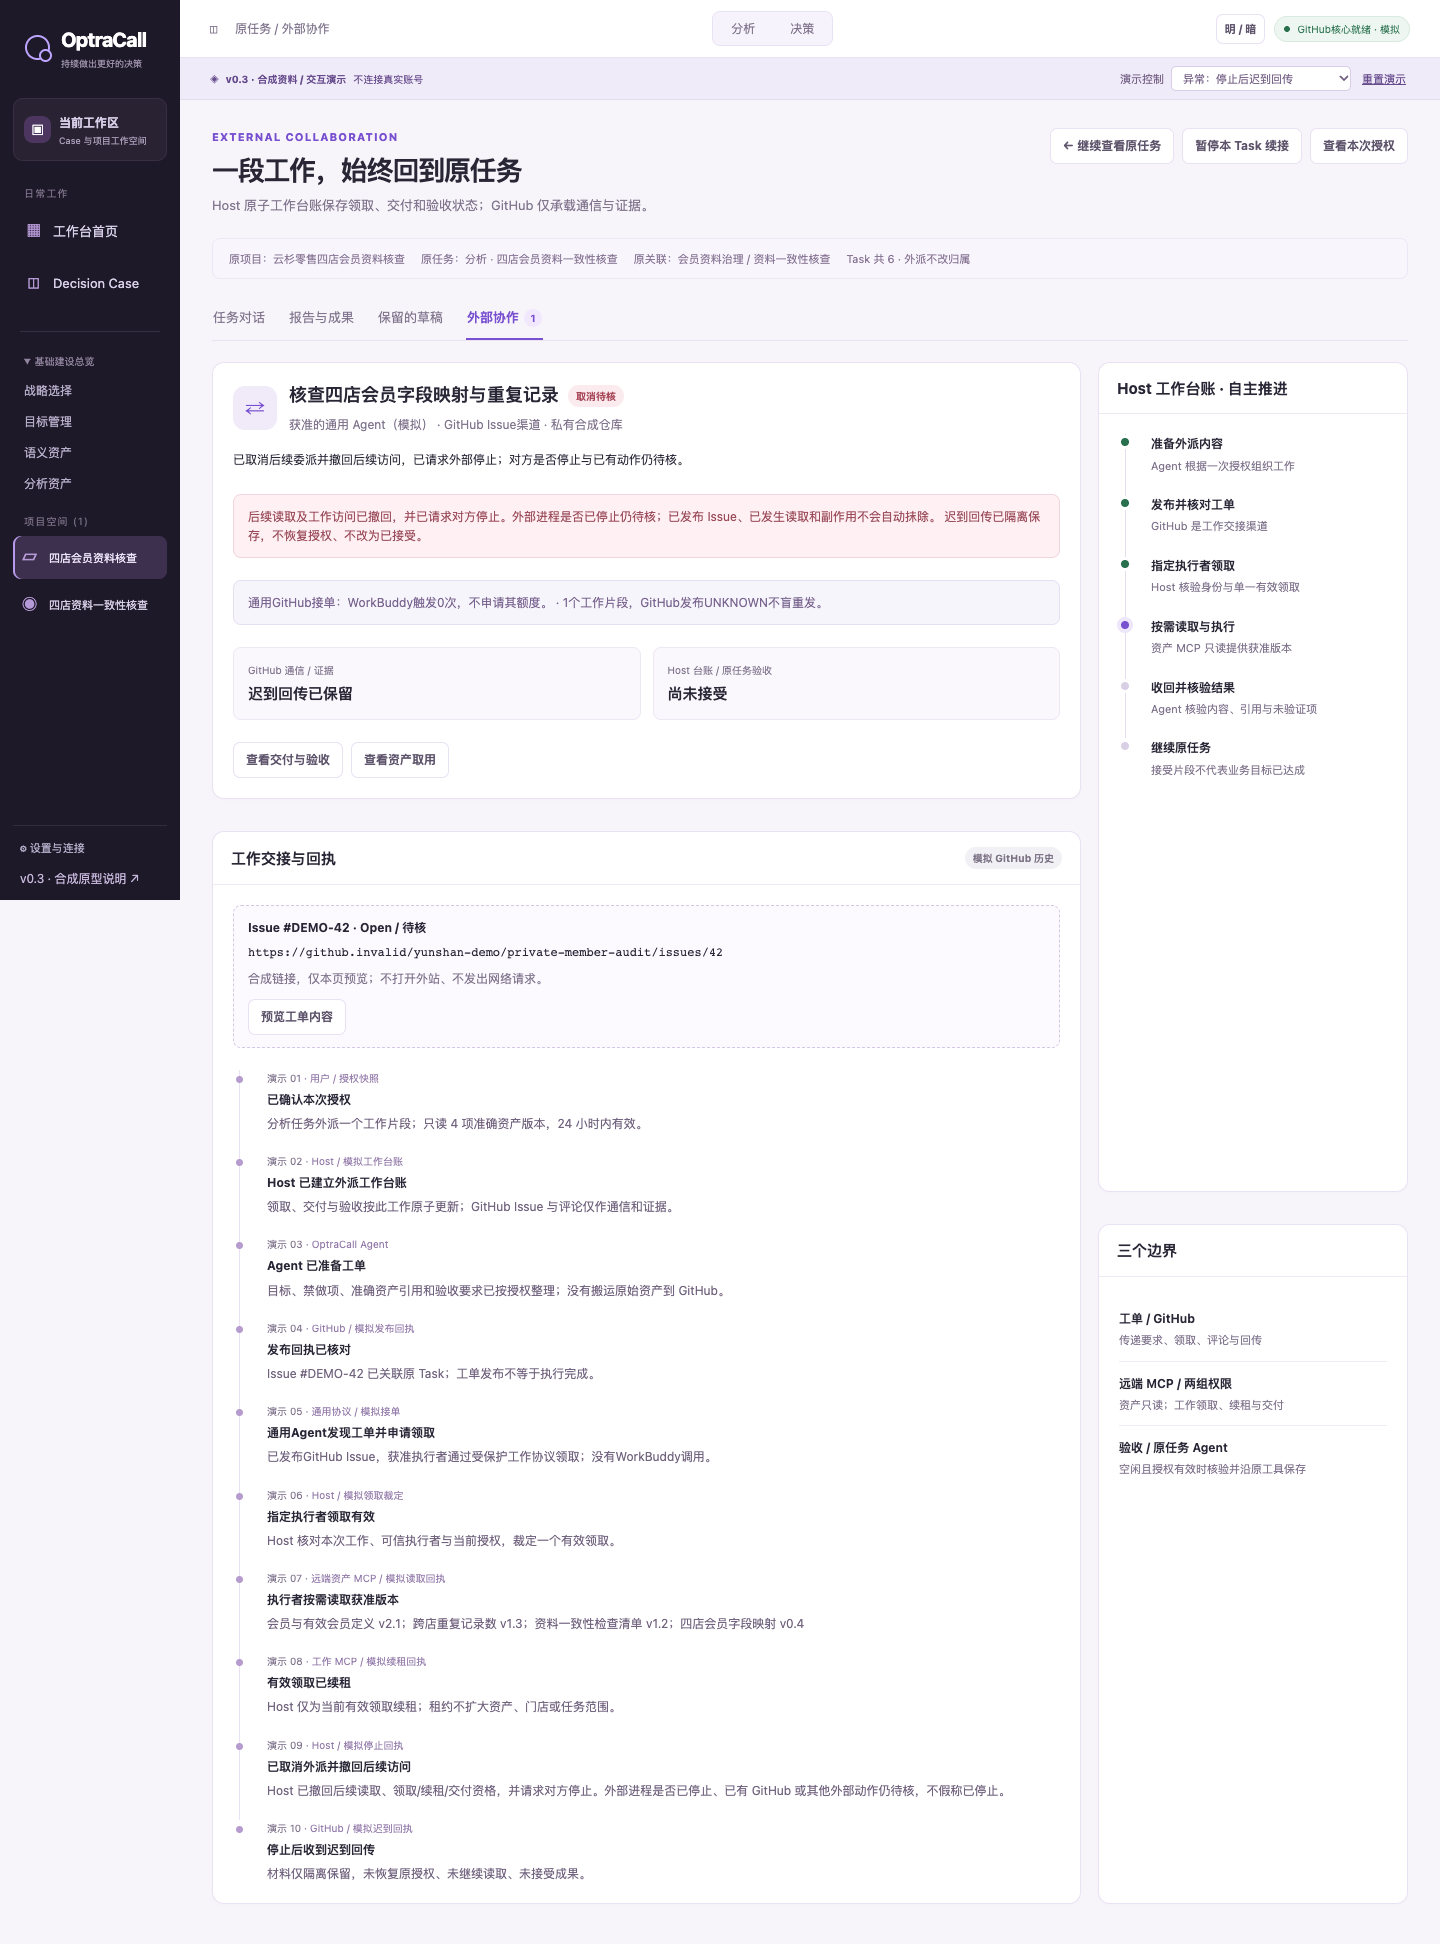 OptraCall
持续做出更好的决策
当前工作区
Case 与项目工作空间
日常工作
工作台首页
Decision Case
基础建设总览
战略选择
目标管理
语义资产
分析资产
项目空间 (1)
四店会员资料核查
四店资料一致性核查
设置与连接
v0.3 · 合成原型说明 ↗
原任务 / 外部协作
分析
决策
明 / 暗
GitHub核心就绪 · 模拟
v0.3 · 合成资料 / 交互演示 不连接真实账号
演示控制
异常：停止后迟到回传
重置演示
EXTERNAL COLLABORATION
一段工作，始终回到原任务
Host 原子工作台账保存领取、交付和验收状态；GitHub 仅承载通信与证据。
← 继续查看原任务
暂停本 Task 续接
查看本次授权
原项目：云杉零售四店会员资料核查 原任务：分析 · 四店会员资料一致性核查 原关联：会员资料治理 / 资料一致性核查 Task 共 6 · 外派不改归属
任务对话
报告与成果
保留的草稿
外部协作 1
核查四店会员字段映射与重复记录 取消待核
获准的通用 Agent（模拟） · GitHub Issue渠道 · 私有合成仓库
已取消后续委派并撤回后续访问，已请求外部停止；对方是否停止与已有动作仍待核。
后续读取及工作访问已撤回，并已请求对方停止。外部进程是否已停止仍待核；已发布 Issue、已发生读取和副作用不会自动抹除。 迟到回传已隔离保
存，不恢复授权、不改为已接受。
通用GitHub接单：WorkBuddy触发0次，不申请其额度。 · 1个工作片段，GitHub发布UNKNOWN不盲重发。
GitHub 通信 / 证据
迟到回传已保留
Host 台账 / 原任务验收
尚未接受
查看交付与验收
查看资产取用
Host 工作台账 · 自主推进
准备外派内容
Agent 根据一次授权组织工作
发布并核对工单
GitHub 是工作交接渠道
指定执行者领取
Host 核验身份与单一有效领取
按需读取与执行
资产 MCP 只读提供获准版本
收回并核验结果
Agent 核验内容、引用与未验证项
继续原任务
接受片段不代表业务目标已达成
工作交接与回执
模拟 GitHub 历史
Issue #DEMO-42 · Open / 待核
https://github.invalid/yunshan-demo/private-member-audit/issues/42
合成链接，仅本页预览；不打开外站、不发出网络请求。
预览工单内容
演示 01 · 用户 / 授权快照
已确认本次授权
分析任务外派一个工作片段；只读 4 项准确资产版本，24 小时内有效。
演示 02 · Host / 模拟工作台账
Host 已建立外派工作台账
领取、交付与验收按此工作原子更新；GitHub Issue 与评论仅作通信和证据。
演示 03 · OptraCall Agent
Agent 已准备工单
目标、禁做项、准确资产引用和验收要求已按授权整理；没有搬运原始资产到 GitHub。
演示 04 · GitHub / 模拟发布回执
发布回执已核对
Issue #DEMO-42 已关联原 Task；工单发布不等于执行完成。
演示 05 · 通用协议 / 模拟接单
通用Agent发现工单并申请领取
已发布GitHub Issue，获准执行者通过受保护工作协议领取；没有WorkBuddy调用。
演示 06 · Host / 模拟领取裁定
指定执行者领取有效
Host 核对本次工作、可信执行者与当前授权，裁定一个有效领取。
演示 07 · 远端资产 MCP / 模拟读取回执
执行者按需读取获准版本
会员与有效会员定义 v2.1；跨店重复记录数 v1.3；资料一致性检查清单 v1.2；四店会员字段映射 v0.4
演示 08 · 工作 MCP / 模拟续租回执
有效领取已续租
Host 仅为当前有效领取续租；租约不扩大资产、门店或任务范围。
演示 09 · Host / 模拟停止回执
已取消外派并撤回后续访问
Host 已撤回后续读取、领取/续租/交付资格，并请求对方停止。外部进程是否已停止、已有 GitHub 或其他外部动作仍待核，不假称已停止。
演示 10 · GitHub / 模拟迟到回执
停止后收到迟到回传
材料仅隔离保留，未恢复原授权、未继续读取、未接受成果。
三个边界
工单 / GitHub
传递要求、领取、评论与回传
远端 MCP / 两组权限
资产只读；工作领取、续租与交付
验收 / 原任务 Agent
空闲且授权有效时核验并沿原工具保存